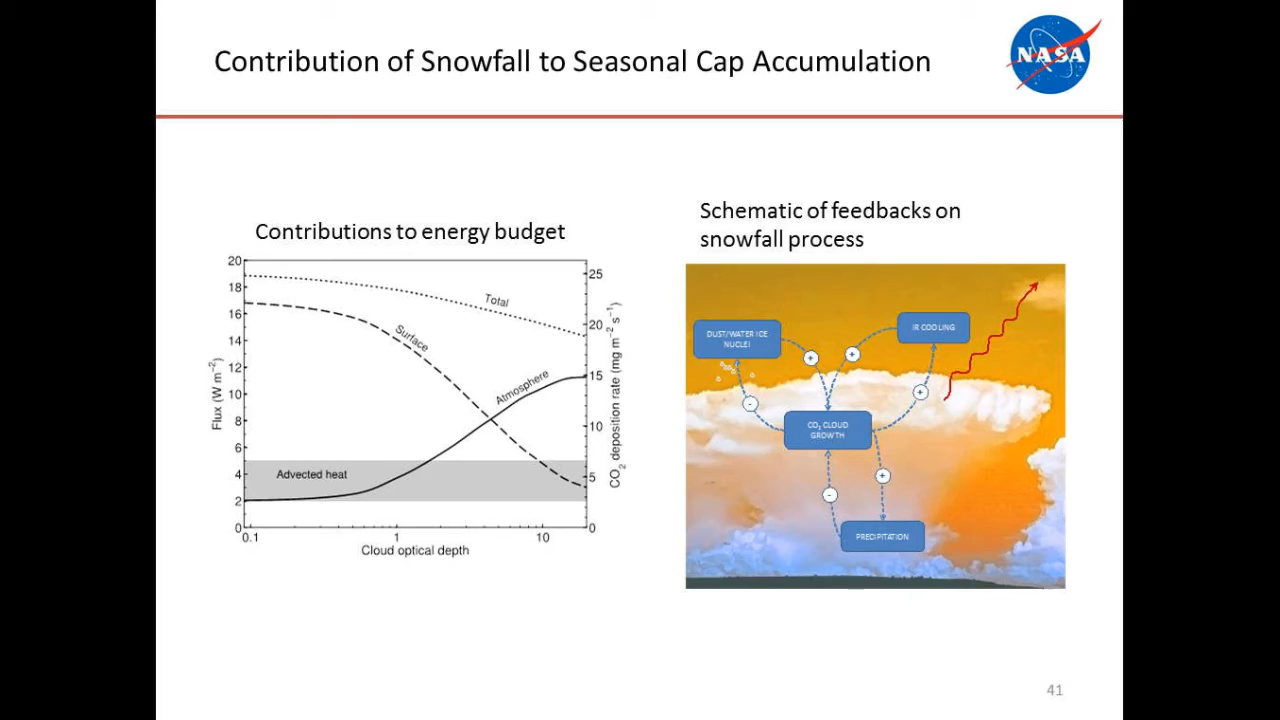 Contribution of Snowfall to Seasonal Cap Accumulation
NASA
Contributions to energy budget
20
18
16
14
12
10
8
6
4
2
0
Flux (W m⁻²)
Total
Surface
Atmosphere
Advected heat
0.1
1
10
Cloud optical depth
25
20
15
10
5
0
CO₂ deposition rate (mg m⁻² s⁻¹)
Schematic of feedbacks on
snowfall process
DUST/WATER ICE
NUCLEI
IR COOLING
+
+
-
+
CO₂ CLOUD
GROWTH
+
-
PRECIPITATION
41